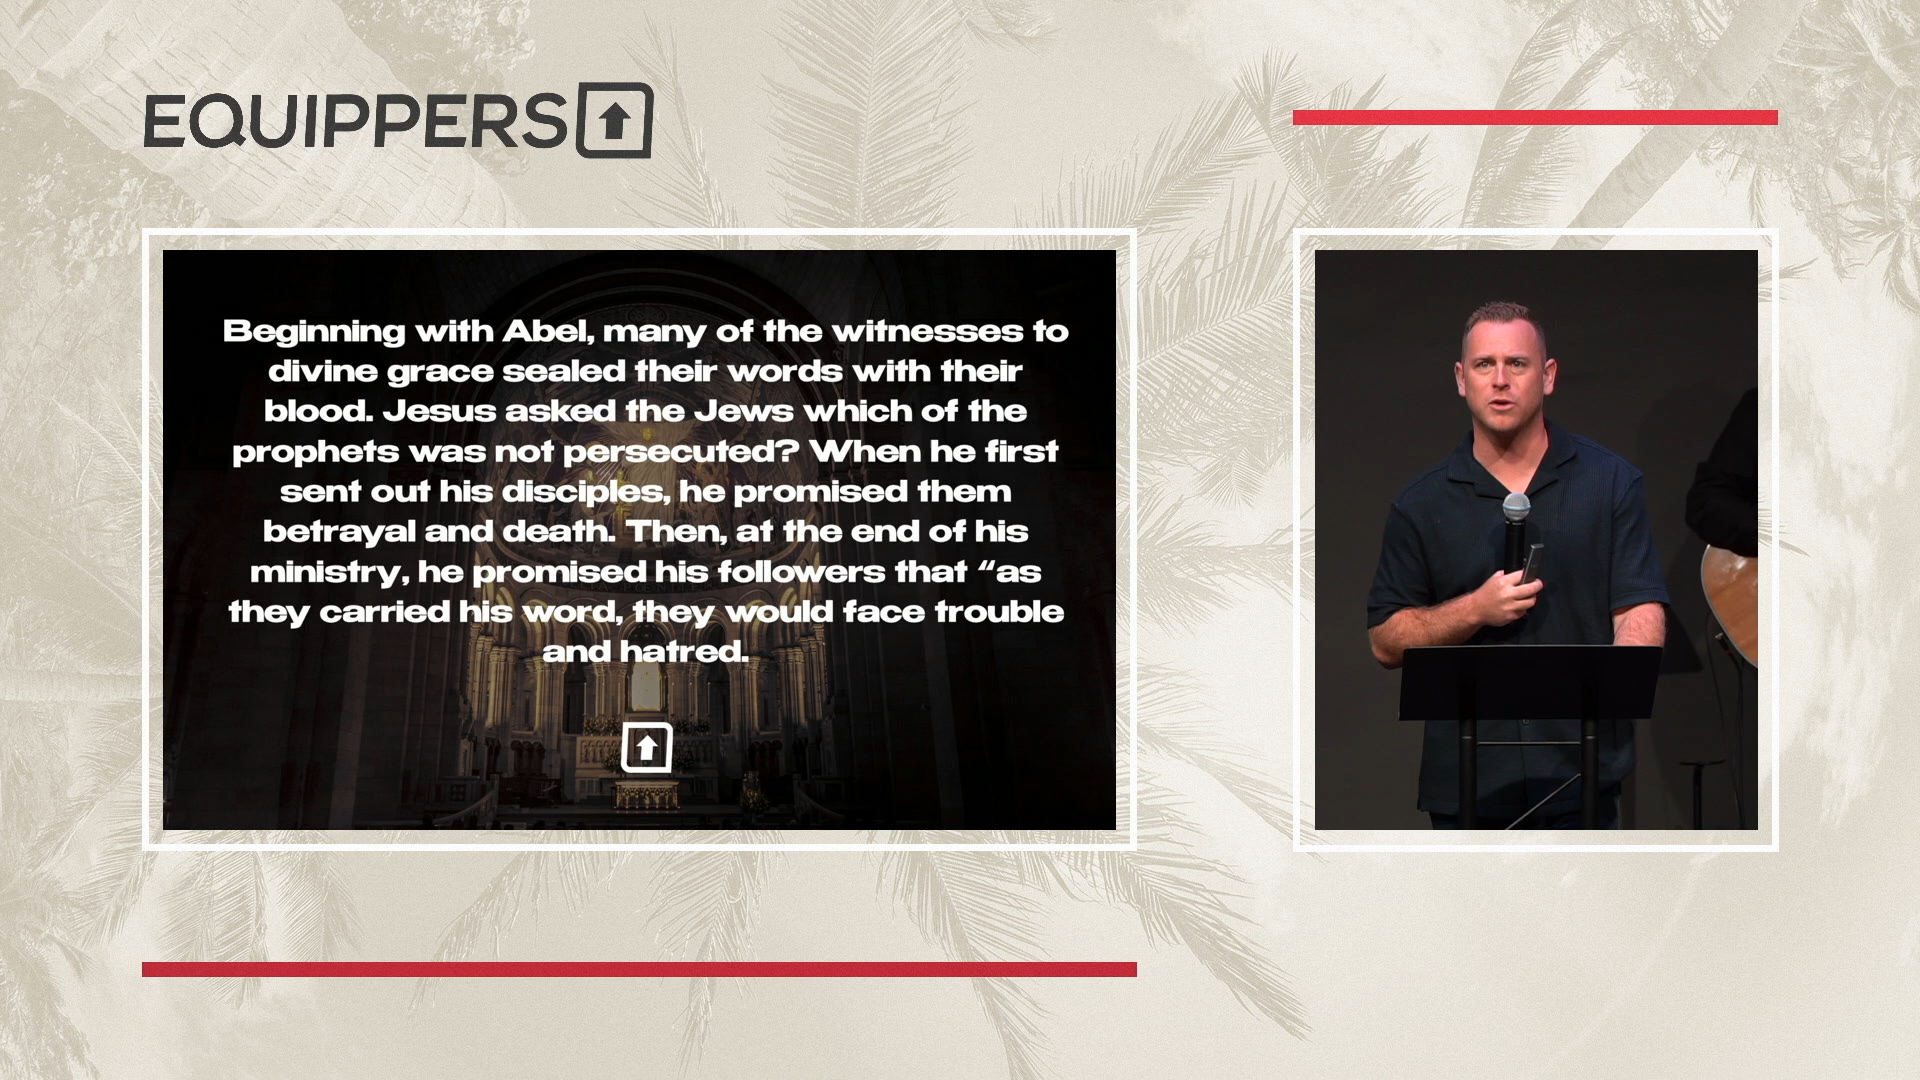 EQUIPPERS
Beginning with Abel, many of the witnesses to
divine grace sealed their words with their
blood. Jesus asked the Jews which of the
prophets was not persecuted? When he first
sent out his disciples, he promised them
betrayal and death. Then, at the end of his
ministry, he promised his followers that “as
they carried his word, they would face trouble
and hatred.